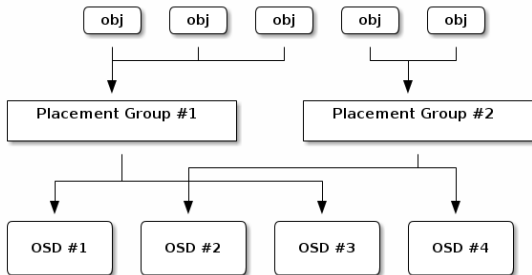 obj obj obj obj obj
Placement Group #1 Placement Group #2
OSD #1 OSD #2 OSD #3 OSD #4